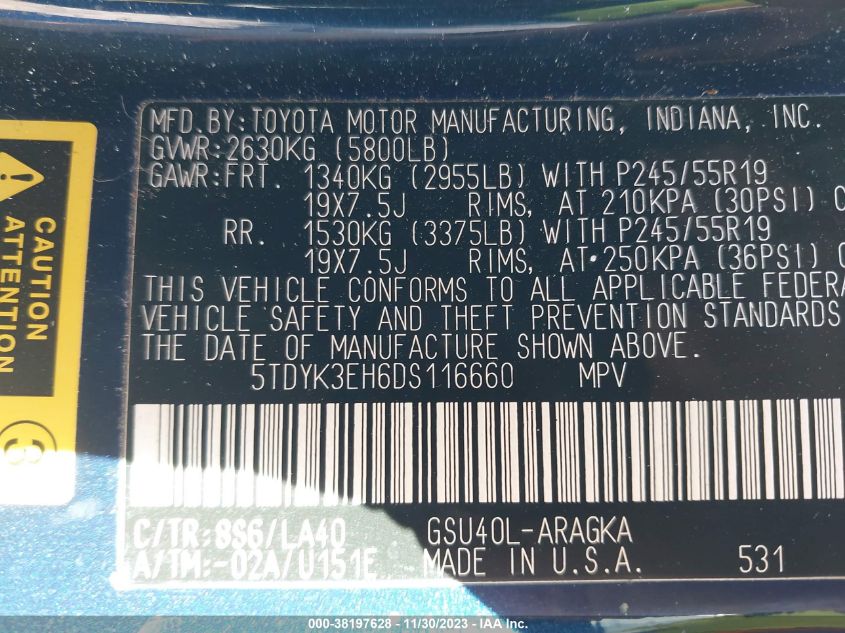 MFD.BY:TOYOTA MOTOR MANUFACTURING, INDIANA, INC.
GVWR:2630KG (5800LB)
GAWR:FRT. 1340KG (2955LB) WITH P245/55R19
19X7.5J RIMS, AT 210KPA (30PSI) C
RR. 1530KG (3375LB) WITH P245/55R19
19X7.5J RIMS, AT 250KPA (36PSI) C
THIS VEHICLE CONFORMS TO ALL APPLICABLE FEDERA
VEHICLE SAFETY AND THEFT PREVENTION STANDARDS
THE DATE OF MANUFACTURE SHOWN ABOVE.
5TDYK3EH6DS116660 MPV
C/TR:8S6/LA40 GSU40L-ARAGKA
A/TM:-02A/U151E MADE IN U.S.A. 531
CAUTION
ATTENTION
000-38197628 - 11/30/2023 - IAA Inc.